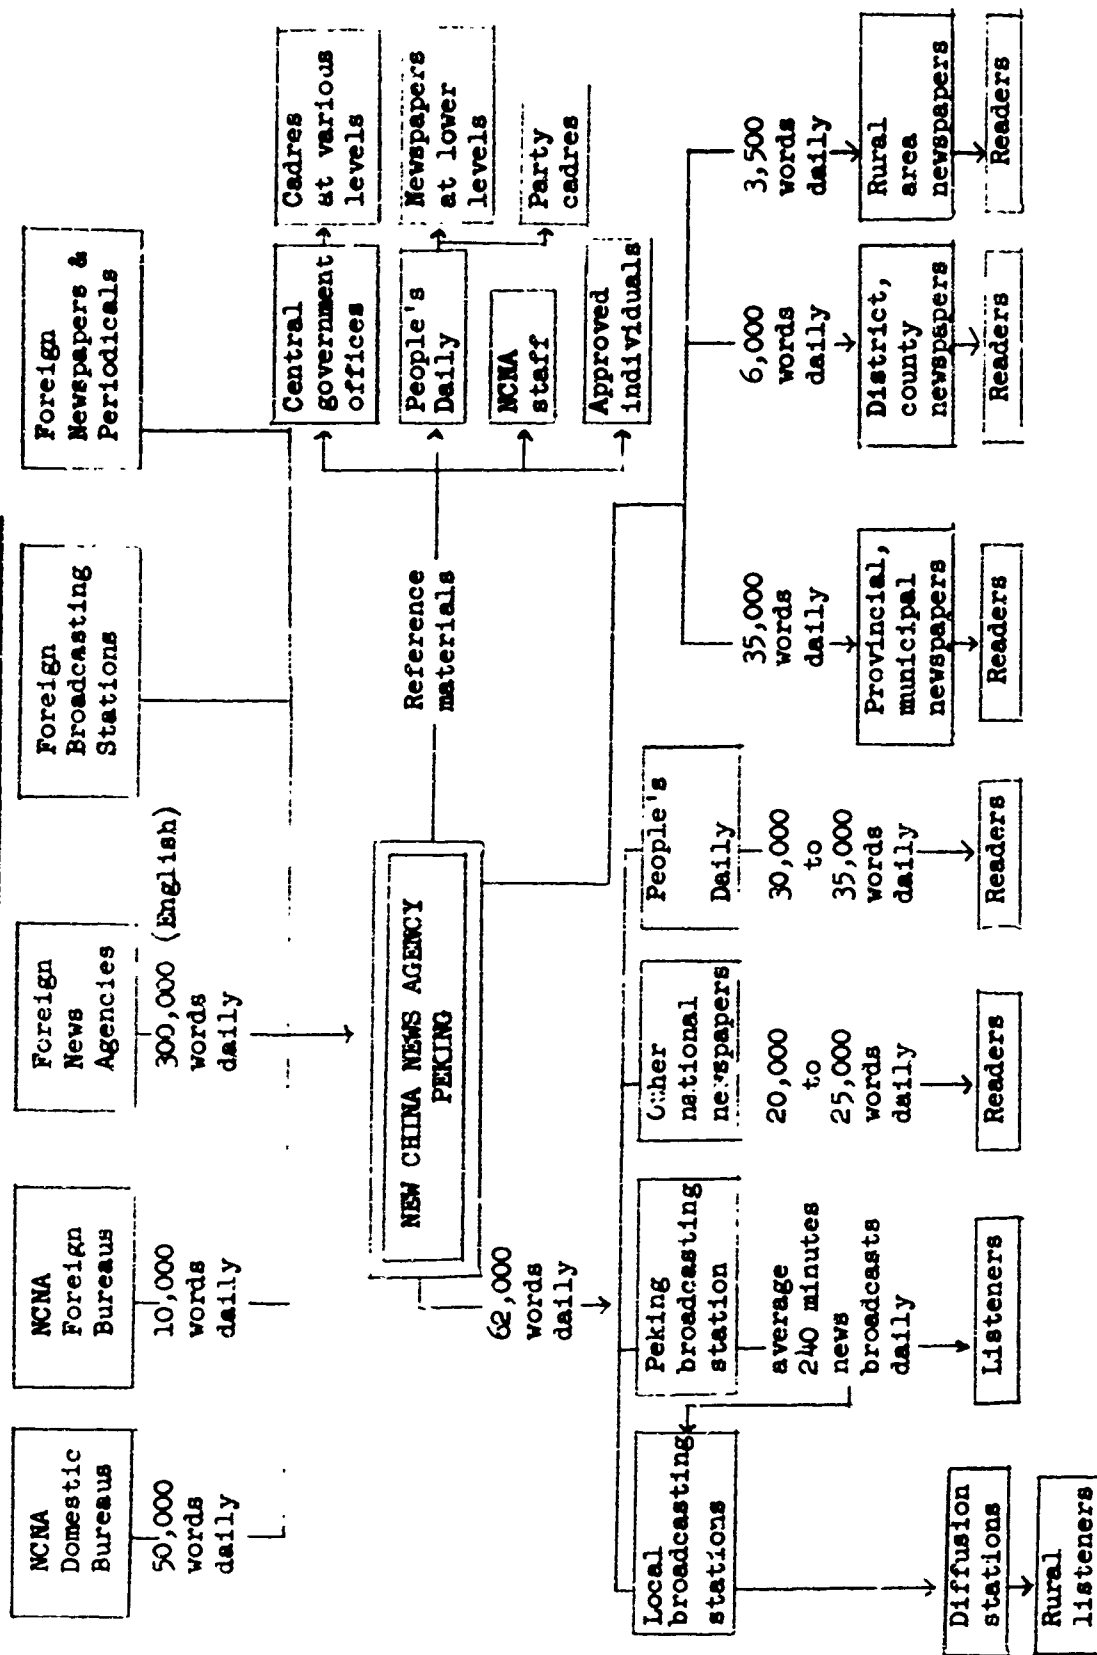 NCNA
Domestic
Bureaus
50,000
words
daily
NCNA
Foreign
Bureaus
10,000
words
daily
Foreign
News
Agencies
300,000 (English)
words
daily
Foreign
Broadcasting
Stations
Foreign
Newspapers &
Periodicals
NEW CHINA NEWS AGENCY
PEKING
Reference
materials
Central
government
offices
Cadres
at various
levels
People's
Daily
Newspapers
at lower
levels
Party
cadres
NCNA
staff
Approved
individuals
62,000
words
daily
Local
broadcasting
stations
Diffusion
stations
Rural
listeners
Peking
broadcasting
station
average
240 minutes
news
broadcasts
daily
Listeners
Other
national
newspapers
20,000
to
25,000
words
daily
Readers
People's
Daily
30,000
to
35,000
words
daily
Readers
35,000
words
daily
Provincial,
municipal
newspapers
Readers
6,000
words
daily
District,
county
newspapers
Readers
3,500
words
daily
Rural
area
newspapers
Readers